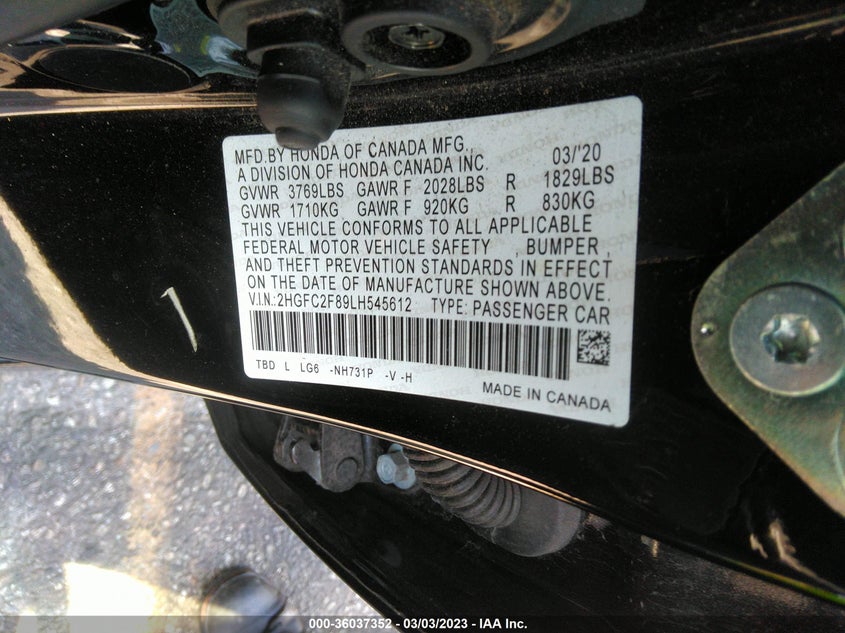 MFD.BY HONDA OF CANADA MFG., 03/'20
A DIVISION OF HONDA CANADA INC.
GVWR 3769LBS GAWR F 2028LBS R 1829LBS
GVWR 1710KG GAWR F 920KG R 830KG
THIS VEHICLE CONFORMS TO ALL APPLICABLE
FEDERAL MOTOR VEHICLE SAFETY , BUMPER ,
AND THEFT PREVENTION STANDARDS IN EFFECT
ON THE DATE OF MANUFACTURE SHOWN ABOVE.
V.I.N.:2HGFC2F89LH545612 TYPE: PASSENGER CAR
TBD L LG6 -NH731P -V -H
MADE IN CANADA
000-36037352 — 03/03/2023 — IAA Inc.